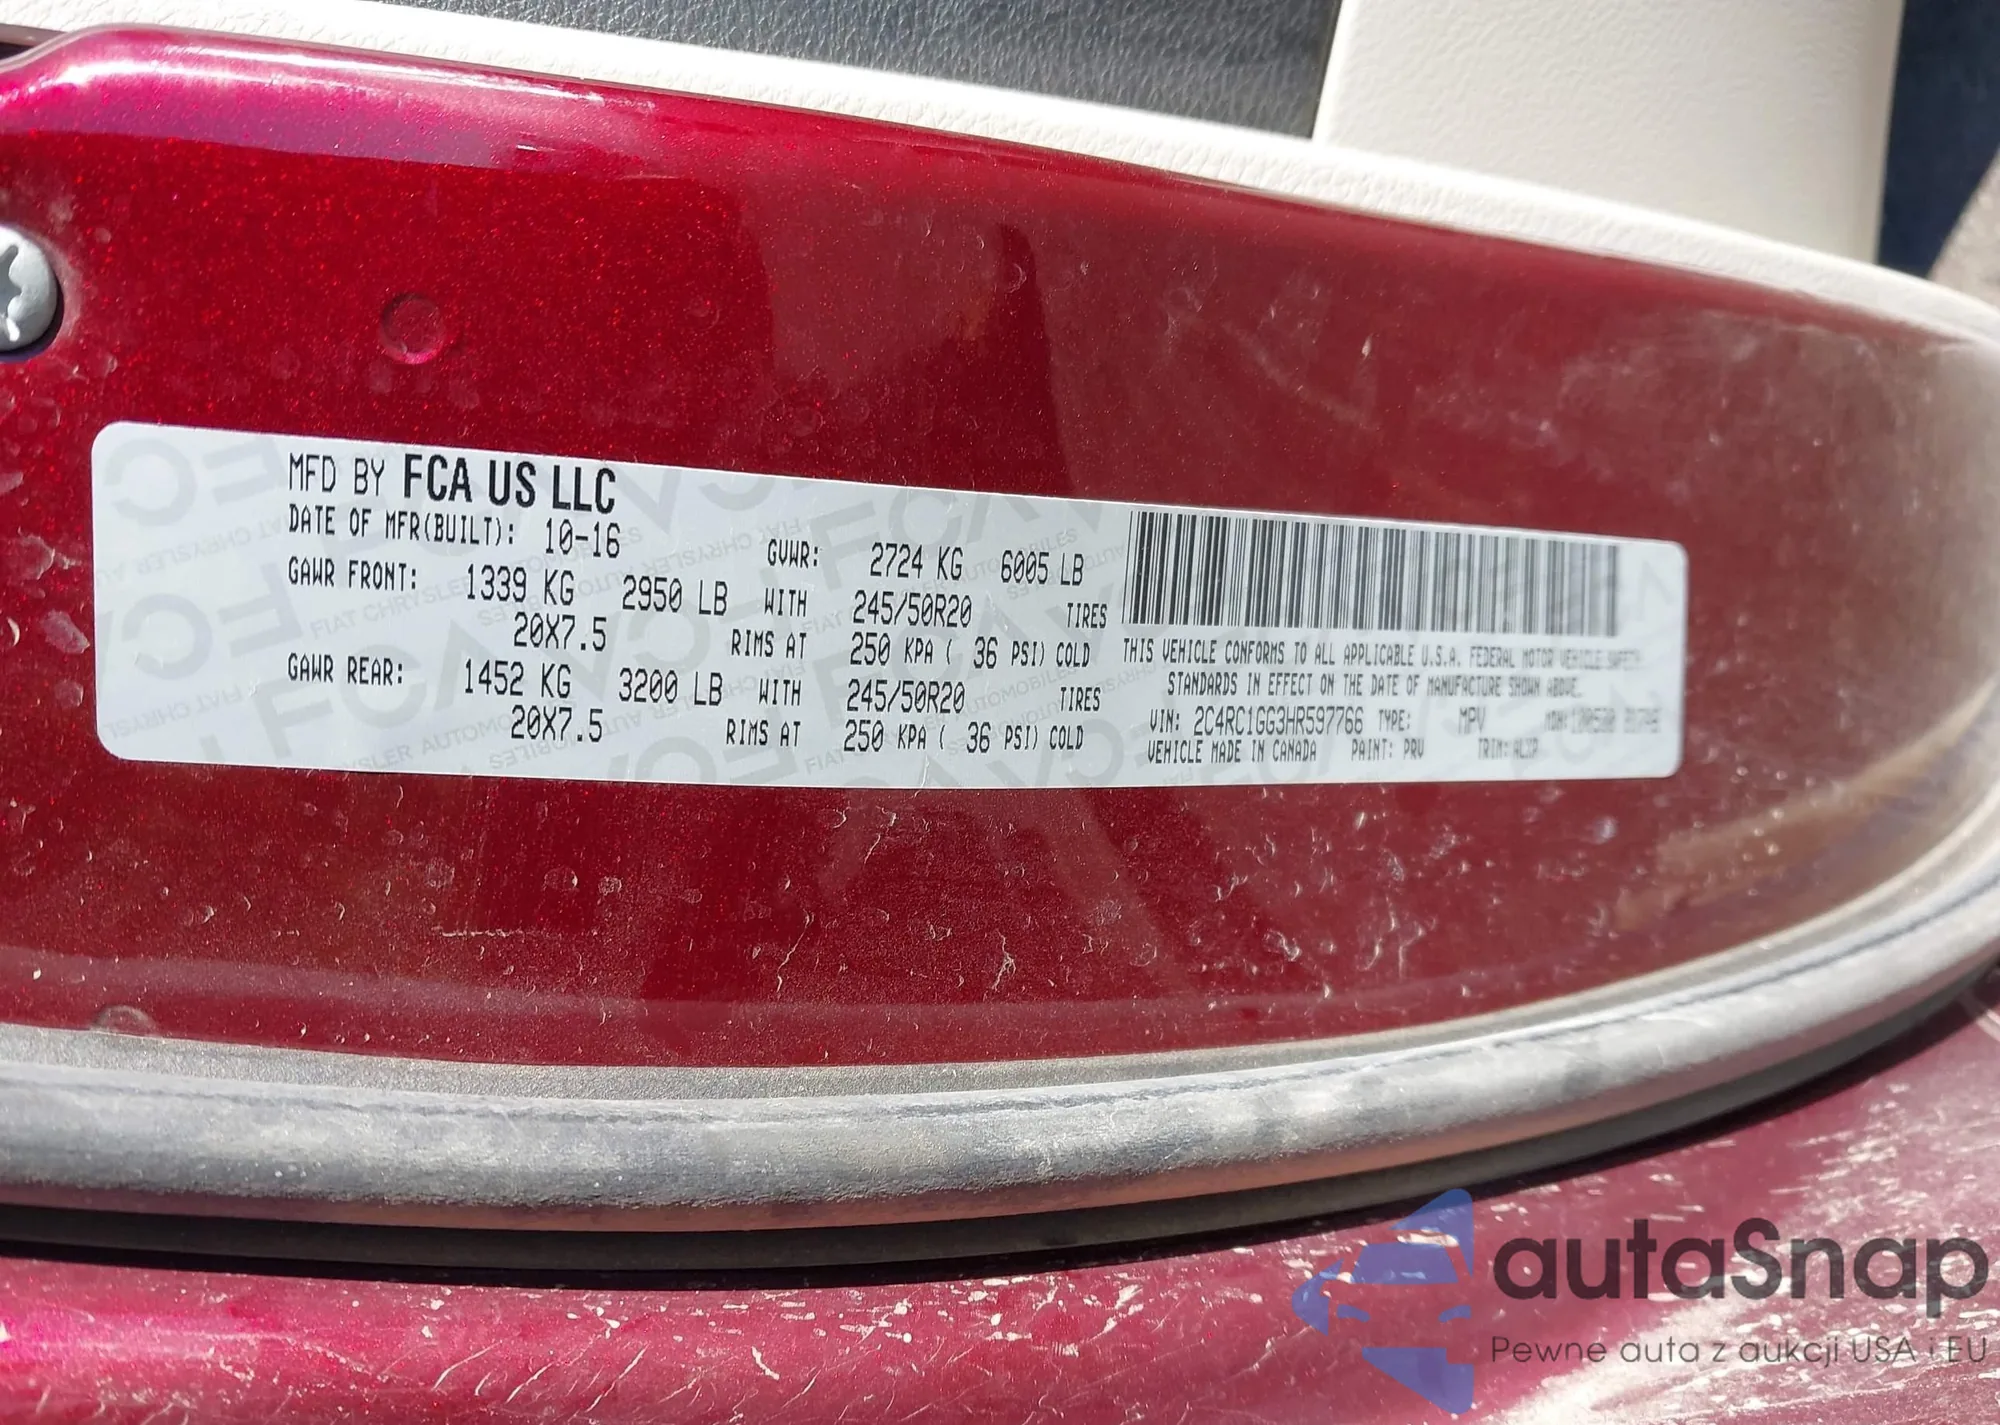 MFD BY FCA US LLC
DATE OF MFR(BUILT): 10-16 GVWR: 2724 KG 6005 LB
GAWR FRONT: 1339 KG 2950 LB WITH 245/50R20 TIRES
20X7.5 RIMS AT 250 KPA ( 36 PSI) COLD
GAWR REAR: 1452 KG 3200 LB WITH 245/50R20 TIRES
20X7.5 RIMS AT 250 KPA ( 36 PSI) COLD
THIS VEHICLE CONFORMS TO ALL APPLICABLE U.S.A. FEDERAL MOTOR VEHICLE SAFETY
STANDARDS IN EFFECT ON THE DATE OF MANUFACTURE SHOWN ABOVE.
VIN: 2C4RC1GG3HR597766 TYPE: MPV MDH:
VEHICLE MADE IN CANADA PAINT: PRV TRIM:
autaSnap
Pewne auta z aukcji USA i EU